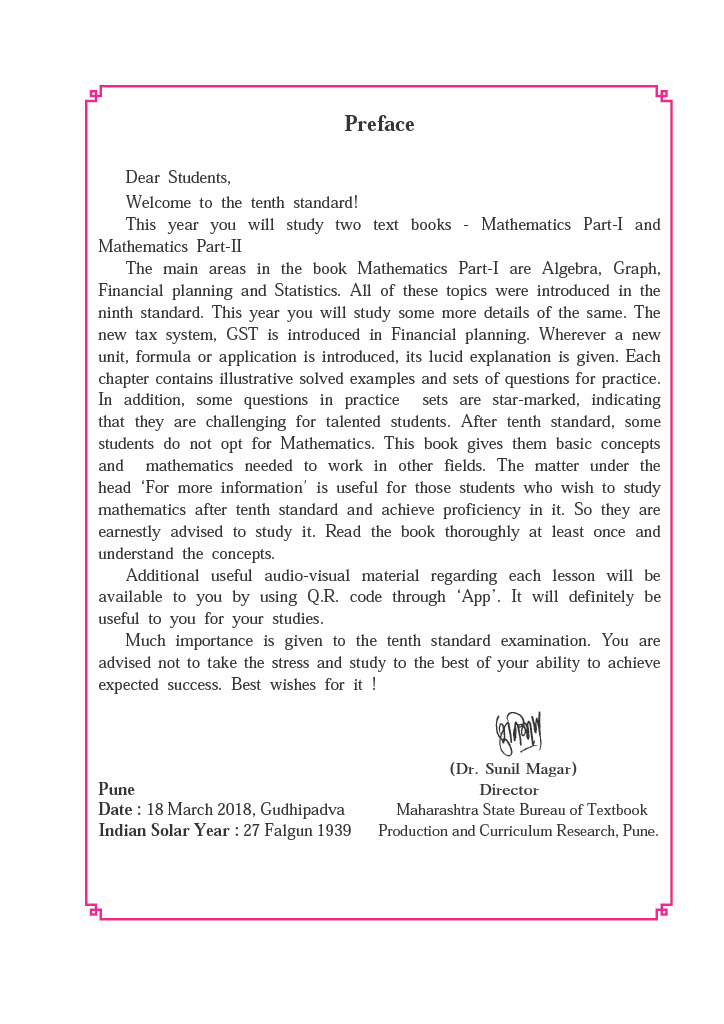 Preface
Dear Students,
Welcome to the tenth standard!
This year you will study two text books - Mathematics Part-I and
Mathematics Part-II
The main areas in the book Mathematics Part-I are Algebra, Graph,
Financial planning and Statistics. All of these topics were introduced in the
ninth standard. This year you will study some more details of the same. The
new tax system, GST is introduced in Financial planning. Wherever a new
unit, formula or application is introduced, its lucid explanation is given. Each
chapter contains illustrative solved examples and sets of questions for practice.
In addition, some questions in practice sets are star-marked, indicating
that they are challenging for talented students. After tenth standard, some
students do not opt for Mathematics. This book gives them basic concepts
and mathematics needed to work in other fields. The matter under the
head ‘For more information’ is useful for those students who wish to study
mathematics after tenth standard and achieve proficiency in it. So they are
earnestly advised to study it. Read the book thoroughly at least once and
understand the concepts.
Additional useful audio-visual material regarding each lesson will be
available to you by using Q.R. code through ‘App’. It will definitely be
useful to you for your studies.
Much importance is given to the tenth standard examination. You are
advised not to take the stress and study to the best of your ability to achieve
expected success. Best wishes for it !
(Dr. Sunil Magar)
Pune Director
Date : 18 March 2018, Gudhipadva Maharashtra State Bureau of Textbook
Indian Solar Year : 27 Falgun 1939 Production and Curriculum Research, Pune.